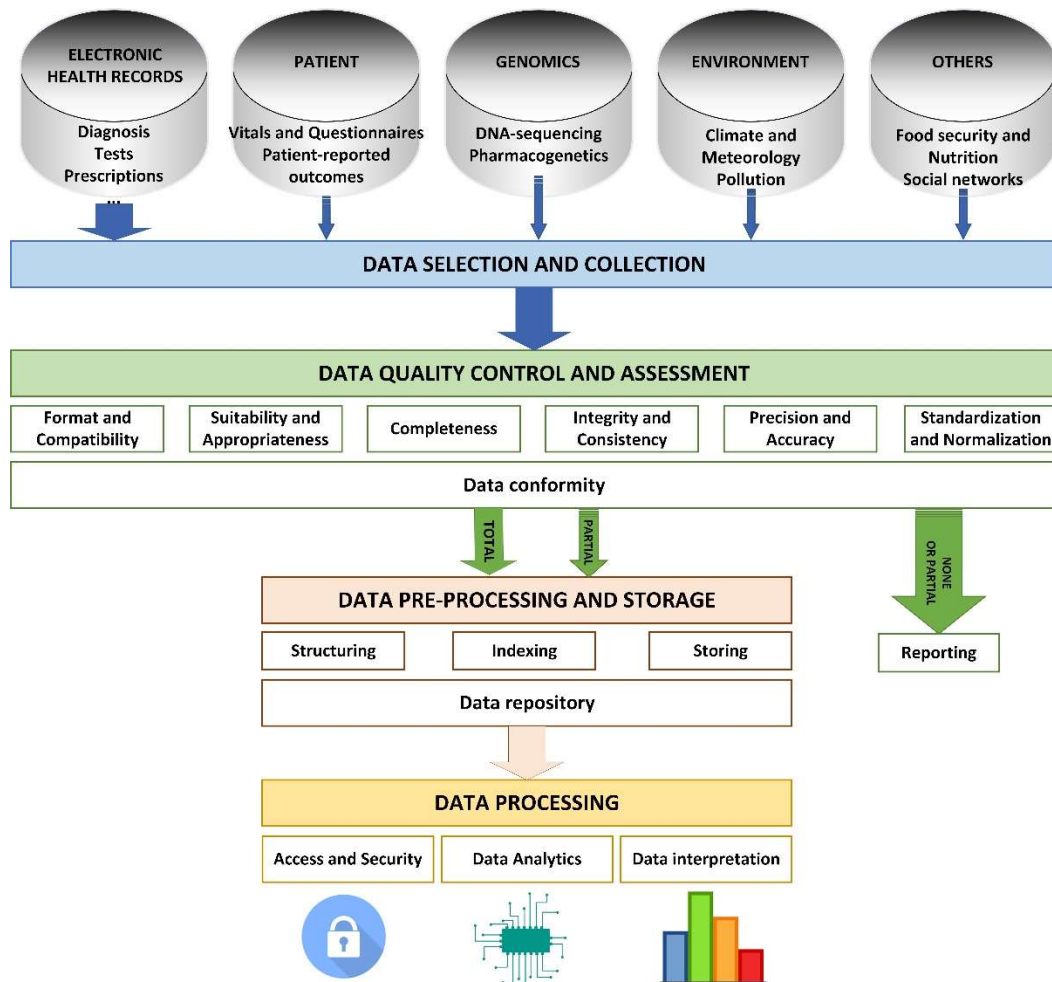 ELECTRONIC
HEALTH RECORDS
Diagnosis
Tests
Prescriptions
...
PATIENT
Vitals and Questionnaires
Patient-reported
outcomes
GENOMICS
DNA-sequencing
Pharmacogenetics
ENVIRONMENT
Climate and
Meteorology
Pollution
OTHERS
Food security and
Nutrition
Social networks
DATA SELECTION AND COLLECTION
DATA QUALITY CONTROL AND ASSESSMENT
Format and
Compatibility
Suitability and
Appropriateness
Completeness
Integrity and
Consistency
Precision and
Accuracy
Standardization
and Normalization
Data conformity
TOTAL
PARTIAL
NONE
OR PARTIAL
DATA PRE-PROCESSING AND STORAGE
Structuring
Indexing
Storing
Reporting
Data repository
DATA PROCESSING
Access and Security
Data Analytics
Data interpretation